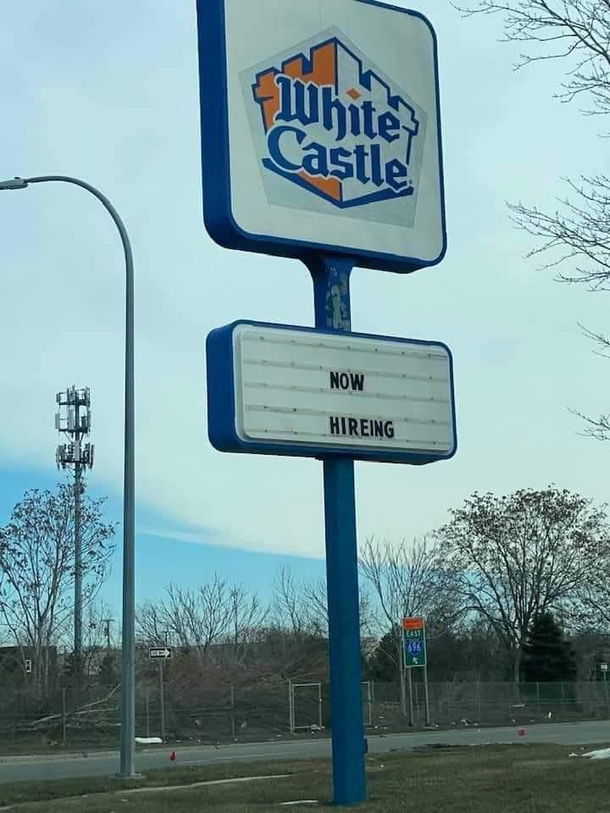 White
Castle
NOW
HIREING
EAST
696